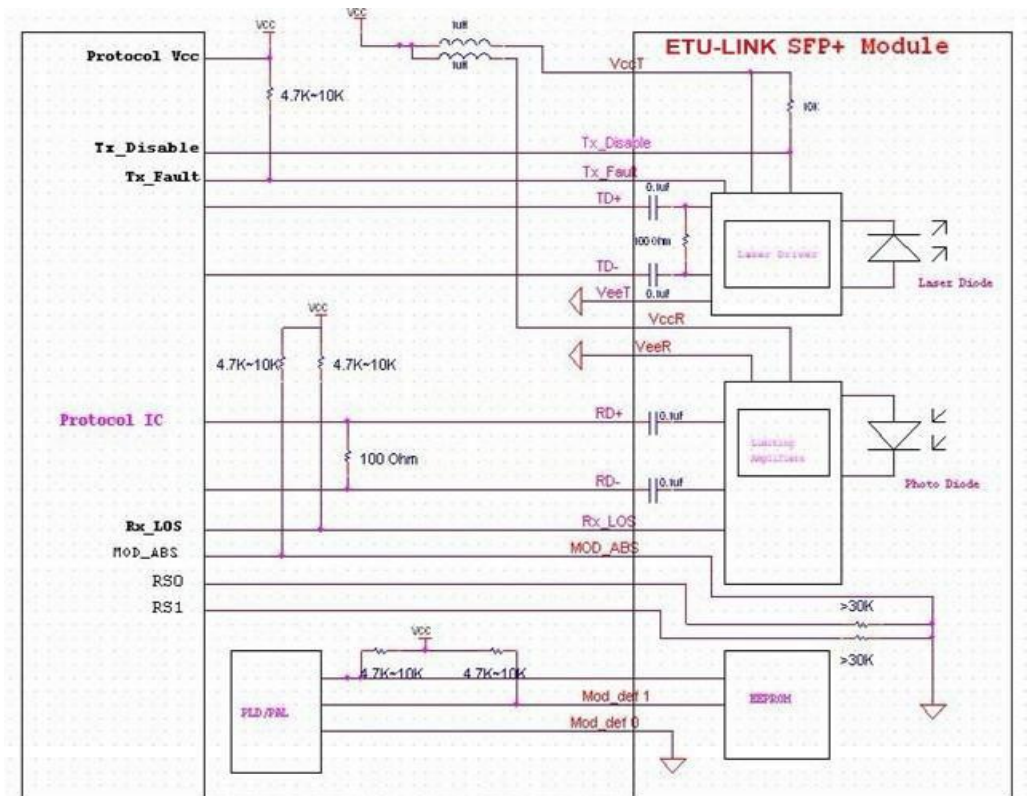 Vcc
Vcc
1uH
1uH
ETU-LINK SFP+ Module
Protocol Vcc
VccT
4.7K~10K
10K
Tx_Disable
Tx_Disable
Tx_Fault
Tx_Fault
0.1uf
TD+
100 Ohm
Laser Driver
TD-
Laser Diode
VeeT
0.1uf
Vcc
VccR
VeeR
4.7K~10K
4.7K~10K
Protocol IC
RD+
0.1uf
Limiting
Amplifiers
100 Ohm
RD-
0.1uf
Photo Diode
Rx_LOS
Rx_LOS
MOD_ABS
MOD_ABS
RS0
RS1
>30K
>30K
Vcc
4.7K~10K
4.7K~10K
Mod_def 1
PLD/PAL
EEPROM
Mod_def 0